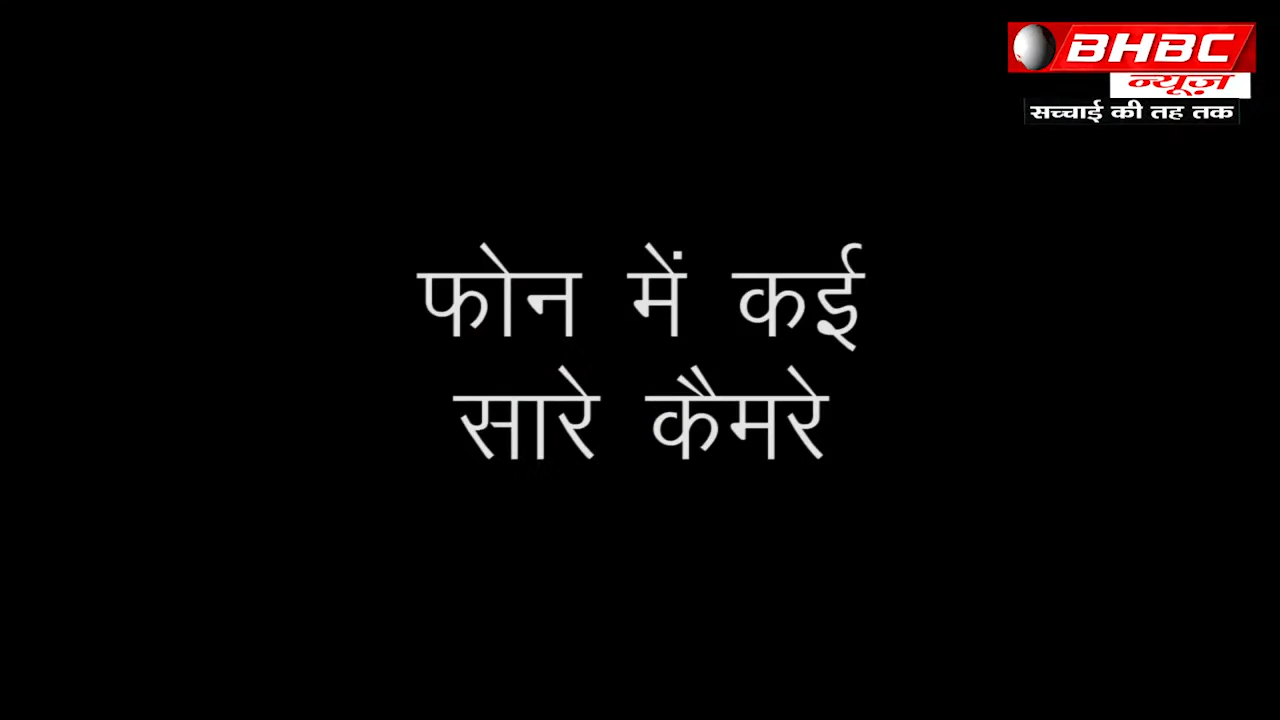 BHBC
न्यूज़
सच्चाई की तह तक
फोन में कई
सारे कैमरे